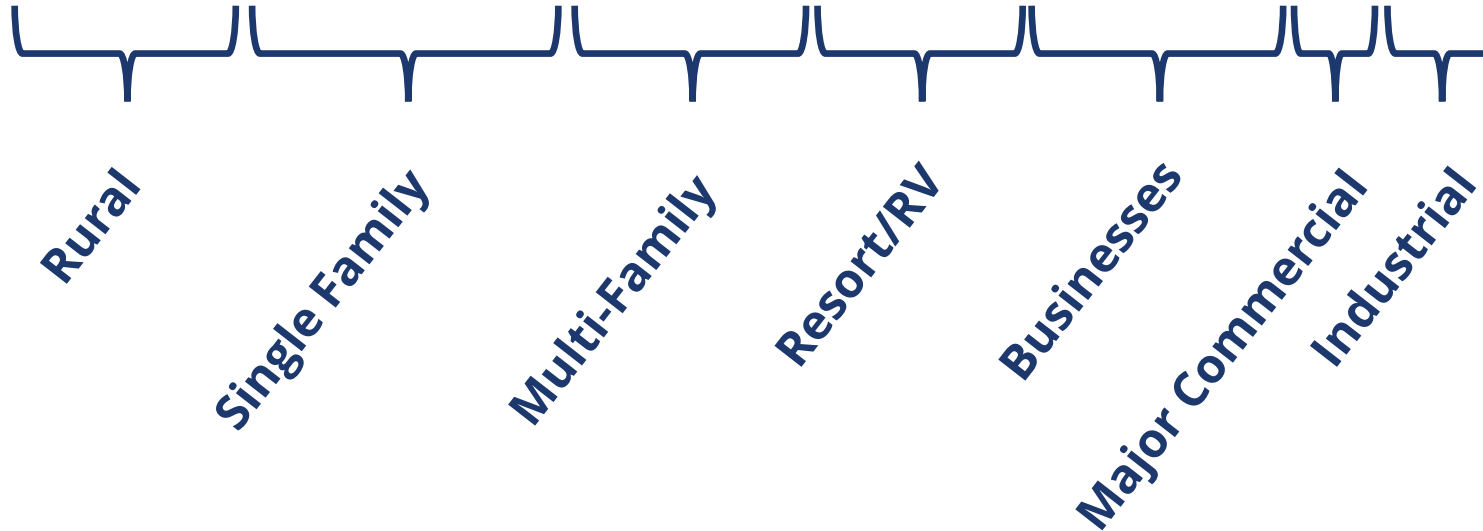 Rural
Single Family
Multi-Family
Resort/RV
Businesses
Major Commercial
Industrial